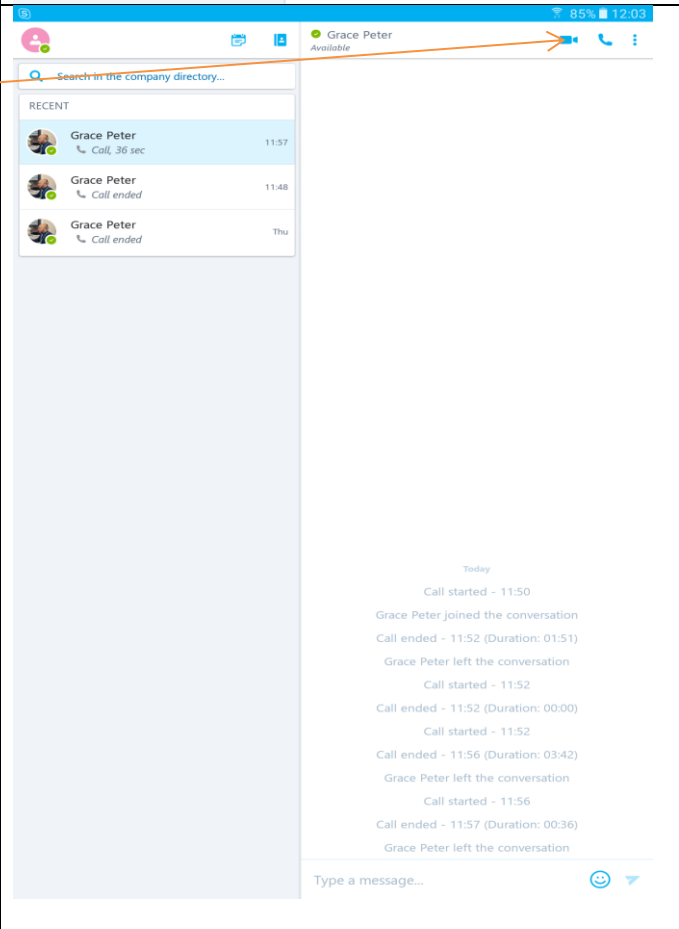 85% 12:03
Search in the company directory...
RECENT
Grace Peter
Call, 36 sec
11:57
Grace Peter
Call ended
11:48
Grace Peter
Call ended
Thu
Grace Peter
Available
Today
Call started - 11:50
Grace Peter joined the conversation
Call ended - 11:52 (Duration: 01:51)
Grace Peter left the conversation
Call started - 11:52
Call ended - 11:52 (Duration: 00:00)
Call started - 11:52
Call ended - 11:56 (Duration: 03:42)
Grace Peter left the conversation
Call started - 11:56
Call ended - 11:57 (Duration: 00:36)
Grace Peter left the conversation
Type a message...